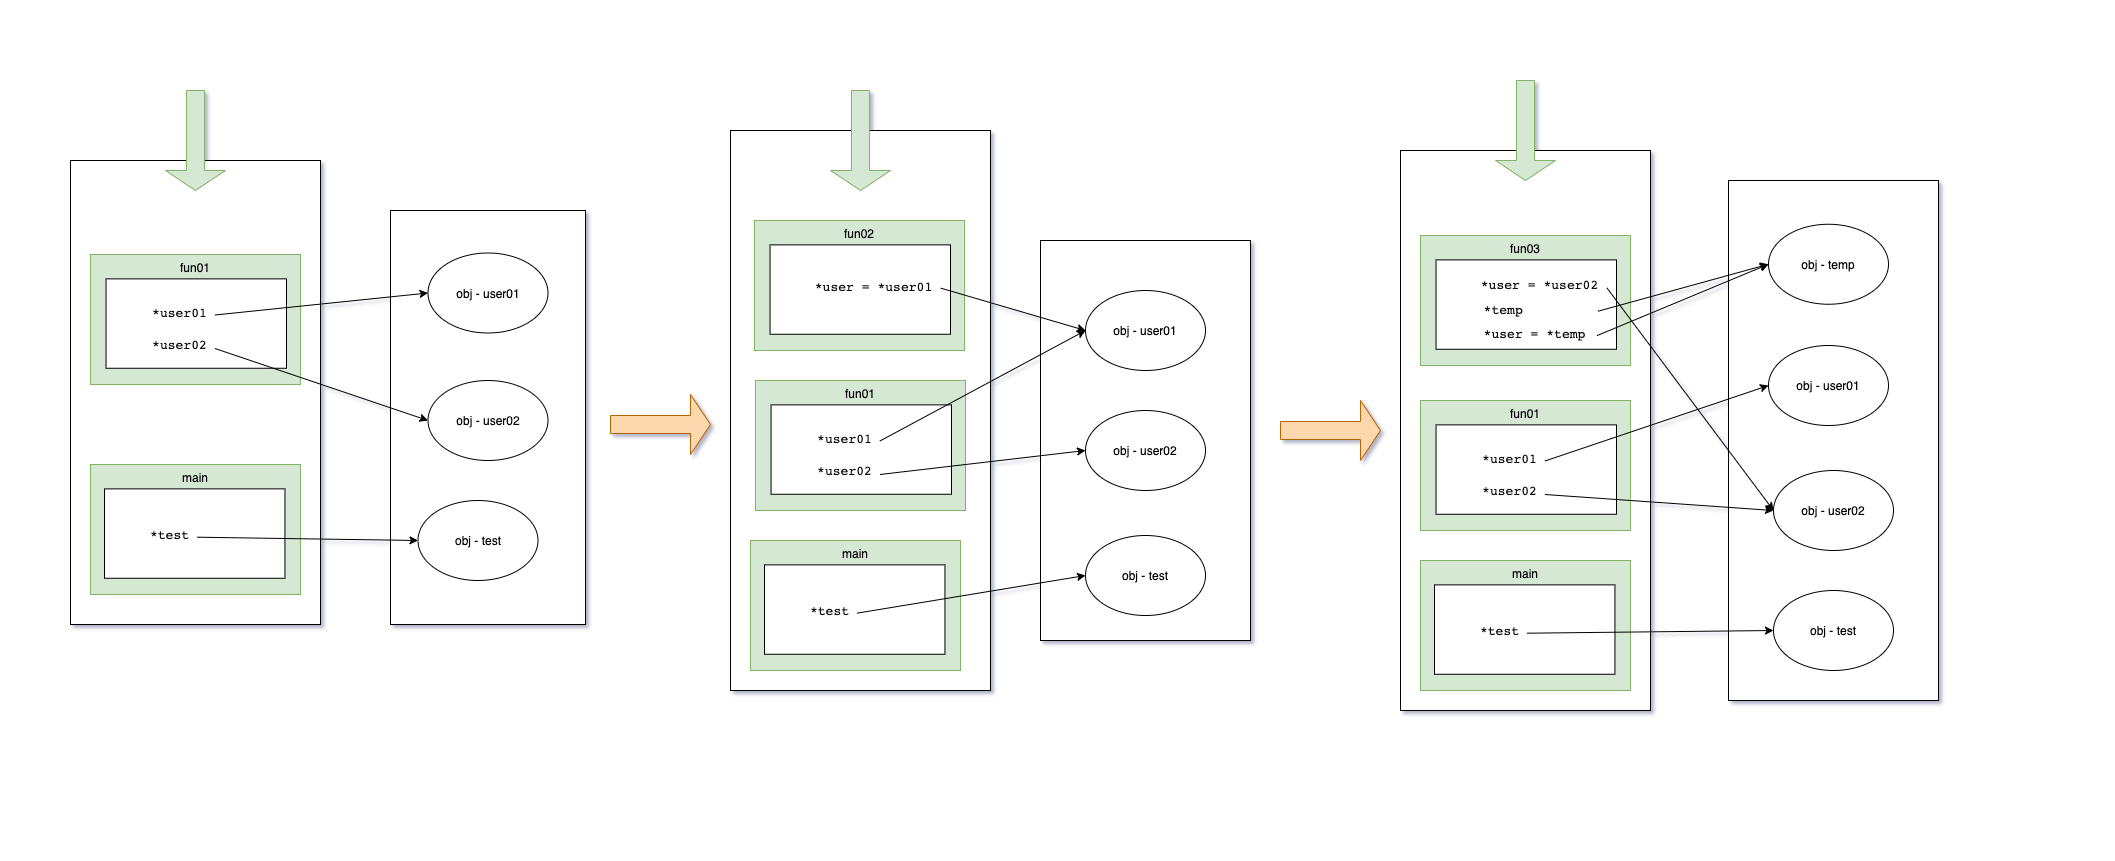 fun01
*user01
*user02
main
*test
obj - user01
obj - user02
obj - test
fun02
*user = *user01
fun01
*user01
*user02
main
*test
obj - user01
obj - user02
obj - test
fun03
*user = *user02
*temp
*user = *temp
fun01
*user01
*user02
main
*test
obj - temp
obj - user01
obj - user02
obj - test